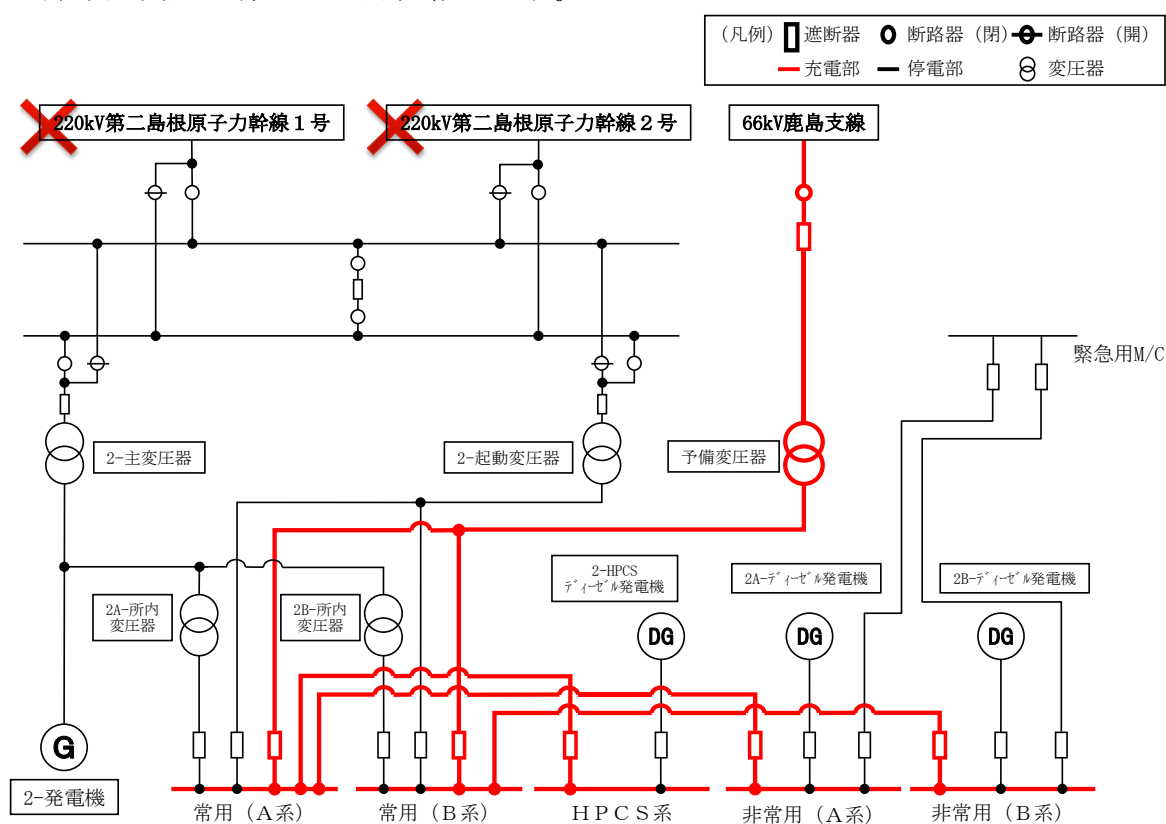 (凡例) 遮断器 断路器(閉) 断路器(開)
充電部 停電部 変圧器
220kV第二島根原子力幹線1号
220kV第二島根原子力幹線2号
66kV鹿島支線
緊急用M/C
2-主変圧器
2-起動変圧器
予備変圧器
2-HPCS
ディーゼル発電機
2A-ディーゼル発電機
2B-ディーゼル発電機
2A-所内
変圧器
2B-所内
変圧器
DG
DG
DG
G
2-発電機
常用(A系)
常用(B系)
HPCS系
非常用(A系)
非常用(B系)